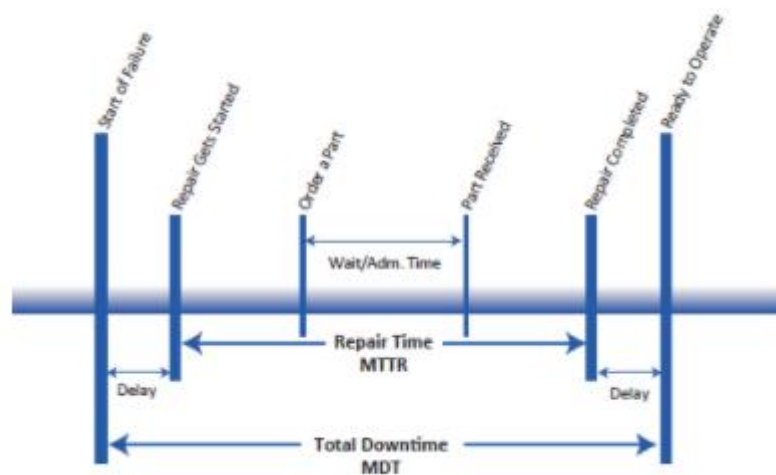 Start of Failure
Repair Gets Started
Order a Part
Part Received
Repair Completed
Ready to Operate
Wait/Adm. Time
Repair Time
MTTR
Delay
Delay
Total Downtime
MDT